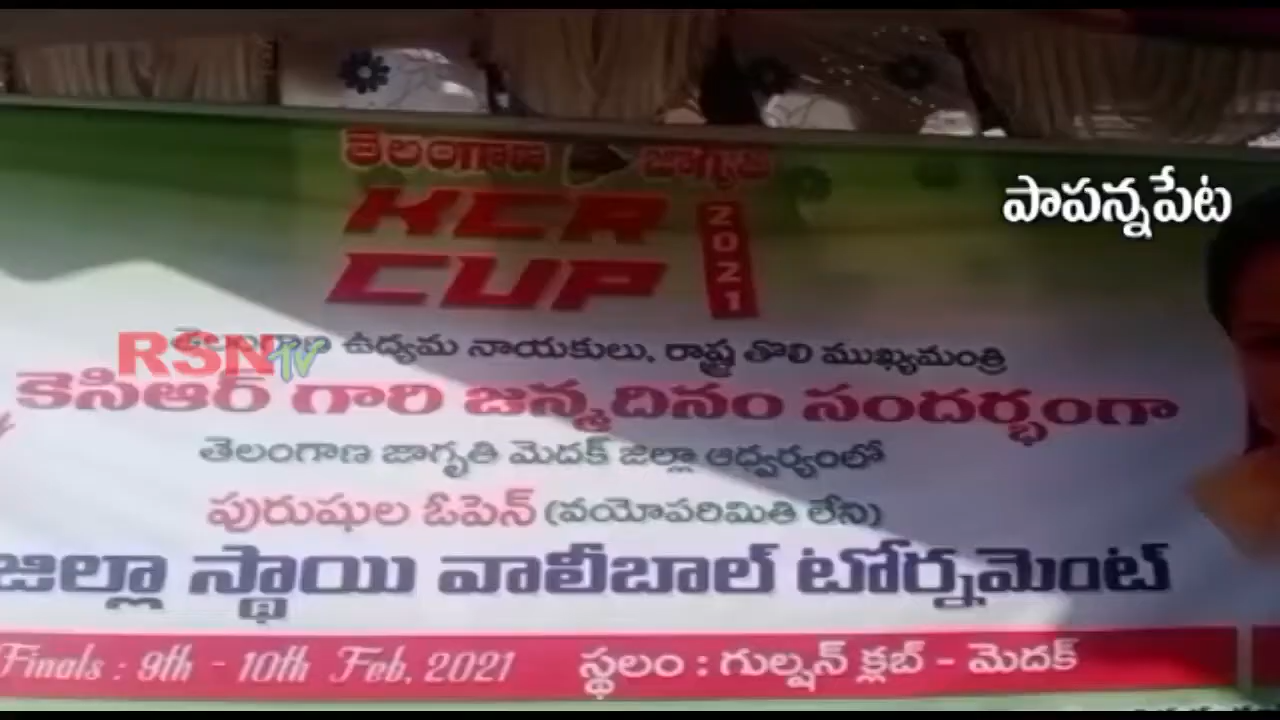 తెలంగాణ జాగృతి
KCR
CUP
2021
పాపన్నపేట
RSN TV
తెలంగాణ ఉద్యమ నాయకులు, రాష్ట్ర తొలి ముఖ్యమంత్రి
కెసిఆర్ గారి జన్మదినం సందర్భంగా
తెలంగాణ జాగృతి మెదక్ జిల్లా ఆధ్వర్యంలో
పురుషుల ఓపెన్ (వయోపరిమితి లేని)
జిల్లా స్థాయి వాలీబాల్ టోర్నమెంట్
Finals : 9th - 10th Feb, 2021 స్థలం : గుల్షన్ క్లబ్ - మెదక్